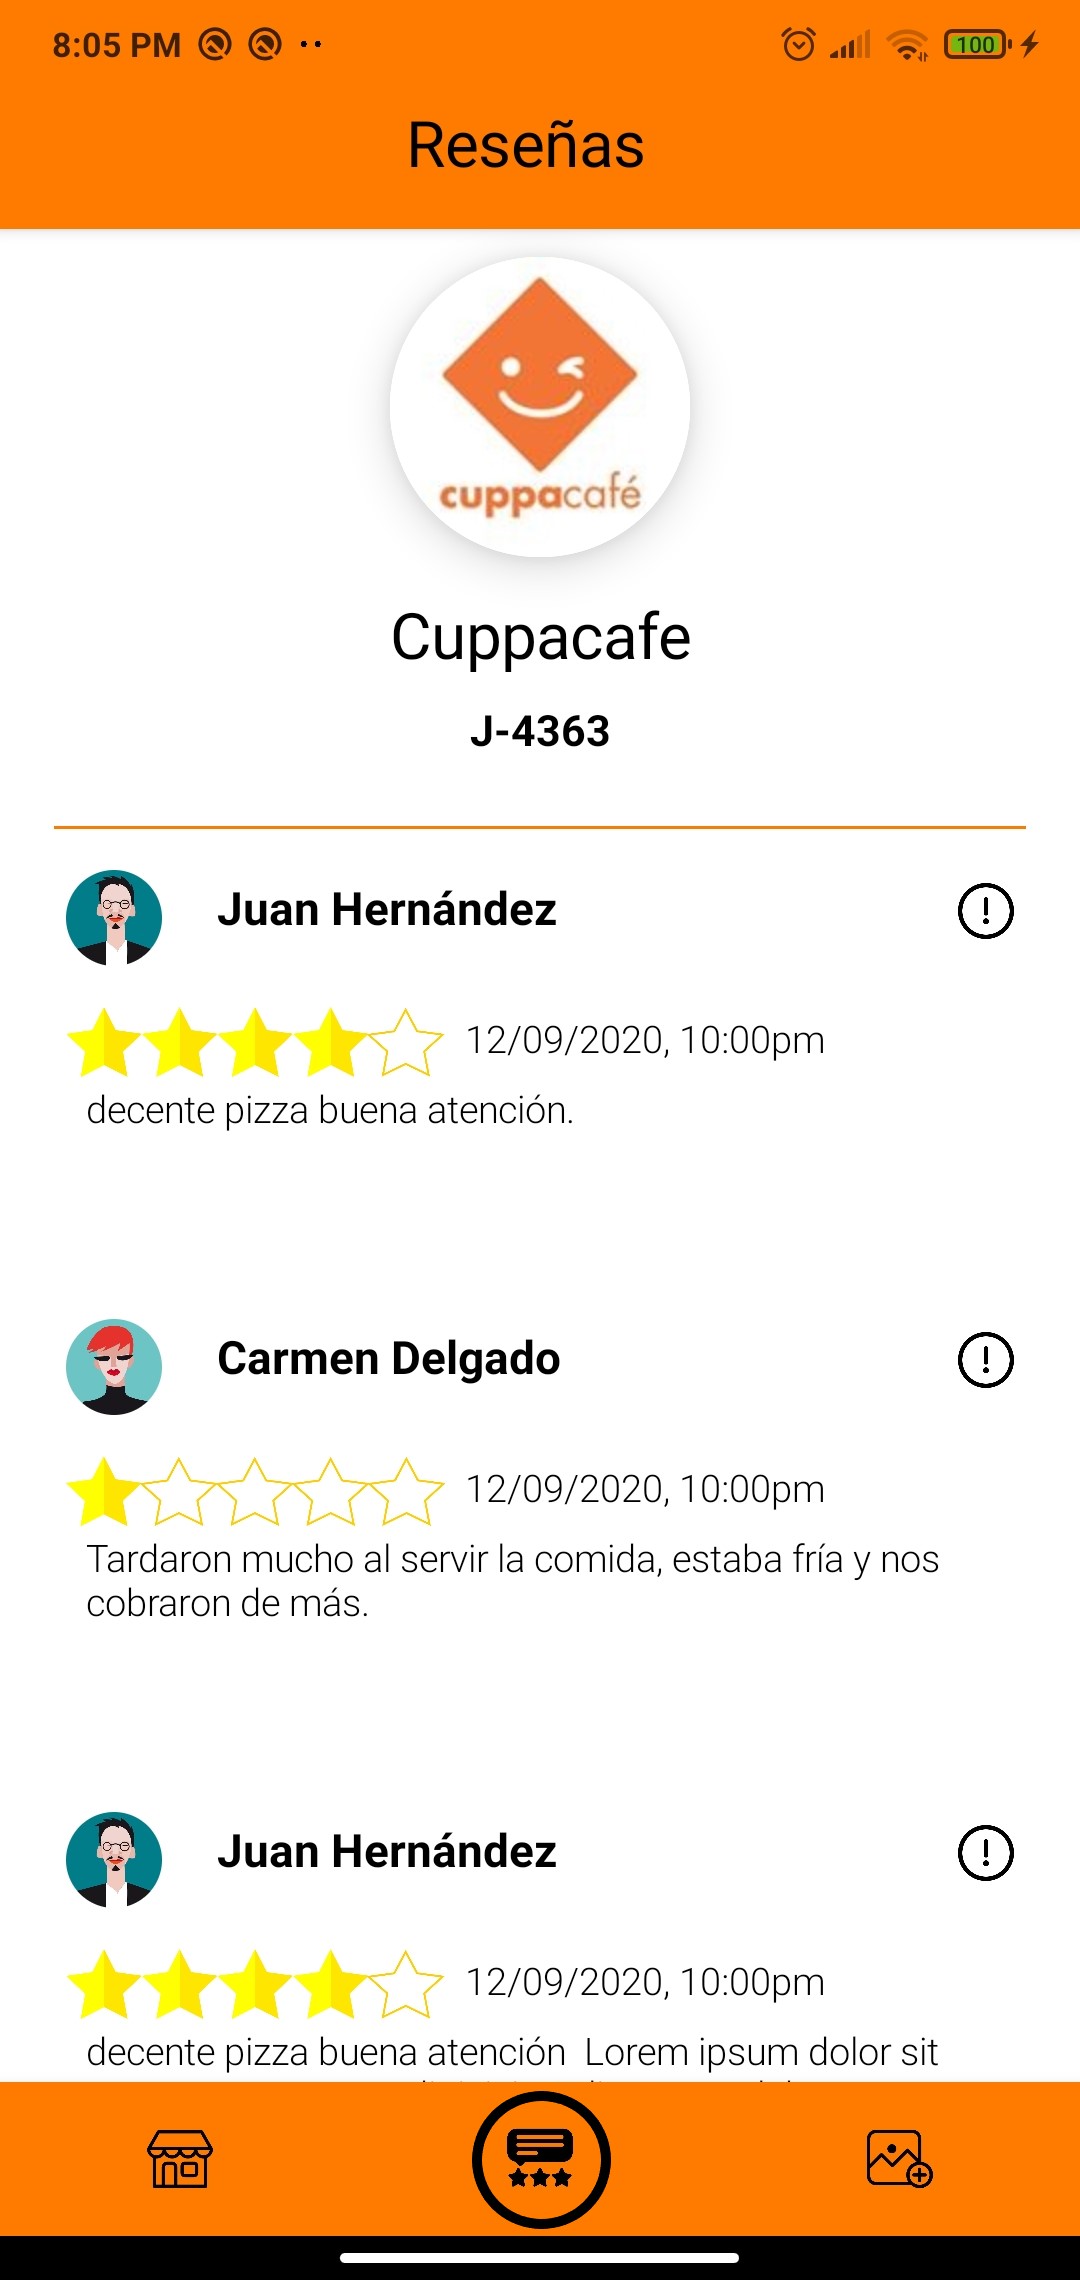 8:05 PM
100
Reseñas
cuppacafé
Cuppacafe
J-4363
Juan Hernández
12/09/2020, 10:00pm
decente pizza buena atención.
Carmen Delgado
12/09/2020, 10:00pm
Tardaron mucho al servir la comida, estaba fría y nos
cobraron de más.
Juan Hernández
12/09/2020, 10:00pm
decente pizza buena atención  Lorem ipsum dolor sit